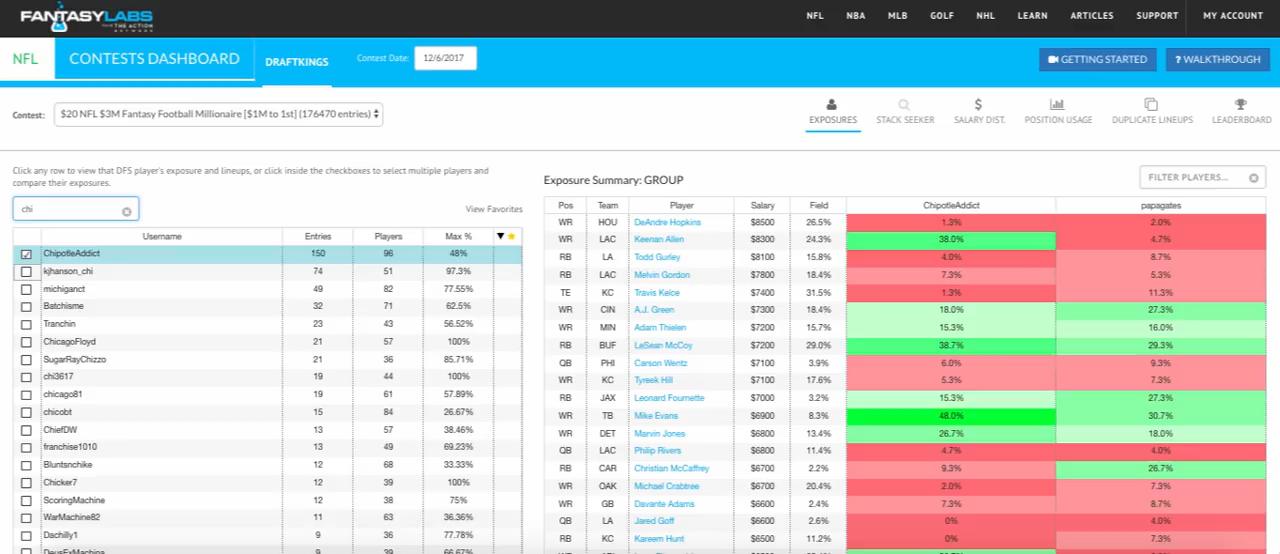 FANTASYLABS
THE ACTION
NETWORK
NFL NBA MLB GOLF NHL LEARN ARTICLES SUPPORT MY ACCOUNT
NFL CONTESTS DASHBOARD DRAFTKINGS Contest Date: 12/6/2017 GETTING STARTED ? WALKTHROUGH
Contest: $20 NFL $3M Fantasy Football Millionaire [$1M to 1st] (176470 entries)
EXPOSURES STACK SEEKER SALARY DIST. POSITION USAGE DUPLICATE LINEUPS LEADERBOARD
Click any row to view that DFS player's exposure and lineups, or click inside the checkboxes to select multiple players and
compare their exposures.
chi
View Favorites
Username Entries Players Max %
ChipotleAddict 150 96 48%
kjhanson_chi 74 51 97.3%
michiganct 49 82 77.55%
Batchisme 32 71 62.5%
Tranchin 23 43 56.52%
ChicagoFloyd 21 57 100%
SugarRayChizzo 21 36 85.71%
chi3617 19 44 100%
chicago81 19 61 57.89%
chicobt 15 84 26.67%
ChiefDW 13 57 38.46%
franchise1010 13 49 69.23%
Bluntsnchike 12 68 33.33%
Chicker7 12 39 100%
ScoringMachine 12 38 75%
WarMachine82 11 63 36.36%
Dachilly1 9 36 77.78%
DeusExMachina 9 39 66.67%
Exposure Summary: GROUP
FILTER PLAYERS...
Pos Team Player Salary Field ChipotleAddict papagates
WR HOU DeAndre Hopkins $8500 26.5% 1.3% 2.0%
WR LAC Keenan Allen $8300 24.3% 38.0% 4.7%
RB LA Todd Gurley $8100 15.8% 4.0% 8.7%
RB LAC Melvin Gordon $7800 18.4% 7.3% 5.3%
TE KC Travis Kelce $7400 31.5% 1.3% 11.3%
WR CIN A.J. Green $7300 18.4% 18.0% 27.3%
WR MIN Adam Thielen $7200 15.7% 15.3% 16.0%
RB BUF LeSean McCoy $7200 29.0% 38.7% 29.3%
QB PHI Carson Wentz $7100 3.9% 6.0% 9.3%
WR KC Tyreek Hill $7100 17.6% 5.3% 7.3%
RB JAX Leonard Fournette $7000 3.2% 15.3% 27.3%
WR TB Mike Evans $6900 8.3% 48.0% 30.7%
WR DET Marvin Jones $6800 13.4% 26.7% 18.0%
QB LAC Philip Rivers $6800 11.4% 4.7% 4.0%
RB CAR Christian McCaffrey $6700 2.2% 9.3% 26.7%
WR OAK Michael Crabtree $6700 20.4% 2.0% 7.3%
WR GB Davante Adams $6600 2.4% 7.3% 8.7%
QB LA Jared Goff $6600 2.6% 0% 4.0%
RB KC Kareem Hunt $6500 11.2% 0% 7.3%